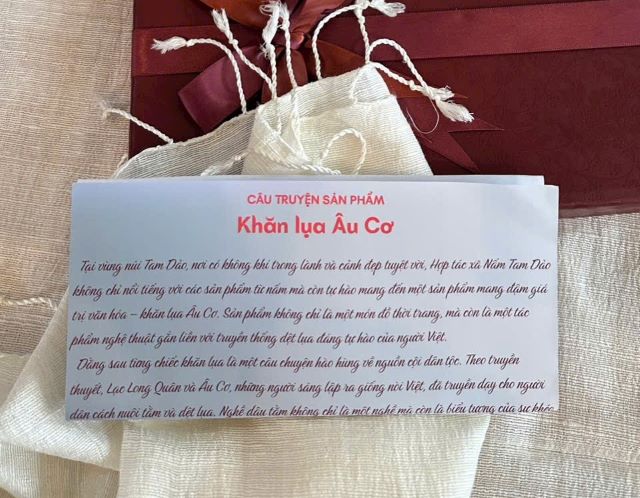 CÂU TRUYỆN SẢN PHẨM
Khăn lụa Âu Cơ
Tại vùng núi Tam Đảo, nơi có không khí trong lành và cảnh đẹp tuyệt vời, Hợp tác xã Nấm Tam Đảo
không chỉ nổi tiếng với các sản phẩm từ nấm mà còn tự hào mang đến một sản phẩm mang đậm giá
trị văn hóa – khăn lụa Âu Cơ. Sản phẩm không chỉ là một món đồ thời trang, mà còn là một tác
phẩm nghệ thuật gắn liền với truyền thống dệt lụa đáng tự hào của người Việt.
Đằng sau từng chiếc khăn lụa là một câu chuyện hào hùng về nguồn cội dân tộc. Theo truyền
thuyết, Lạc Long Quân và Âu Cơ, những người sáng lập ra giống nòi Việt, đã truyền dạy cho người
dân cách nuôi tằm và dệt lụa. Nghề dâu tằm không chỉ là một nghề mà còn là biểu tượng của sự khéo